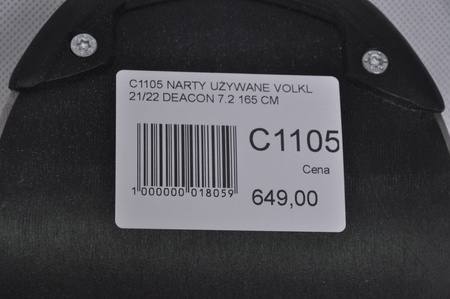 C1105 NARTY UŻYWANE VOLKL
21/22 DEACON 7.2 165 CM
C1105
Cena
1 000000 018059
649,00